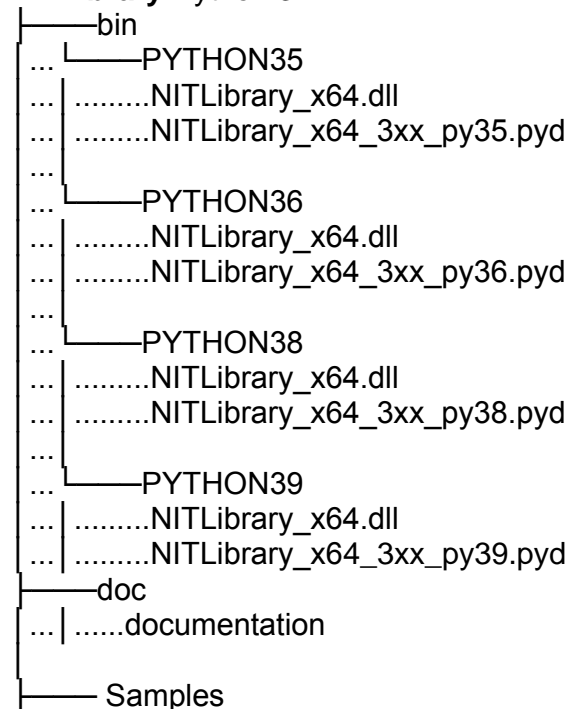 ├───bin
│ ... └───PYTHON35
│ ...│.........NITLibrary_x64.dll
│ ...│.........NITLibrary_x64_3xx_py35.pyd
│ ...│
│ ... └───PYTHON36
│ ...│.........NITLibrary_x64.dll
│ ...│.........NITLibrary_x64_3xx_py36.pyd
│ ...│
│ ... └───PYTHON38
│ ...│.........NITLibrary_x64.dll
│ ...│.........NITLibrary_x64_3xx_py38.pyd
│ ...│
│ ... └───PYTHON39
│ ...│.........NITLibrary_x64.dll
│ ...│.........NITLibrary_x64_3xx_py39.pyd
├───doc
│ ...│......documentation
│
├─── Samples